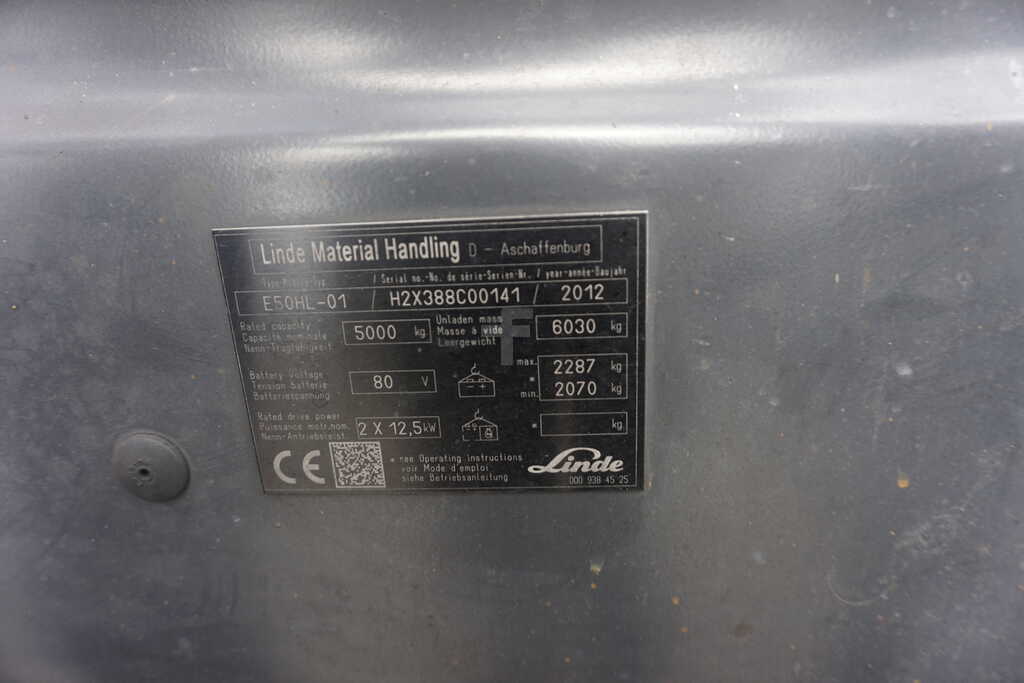 Linde Material Handling D - Aschaffenburg
/ Serial no.-No. de série-Serien-Nr. / year-année-Baujahr
E50HL-01 / H2X388C00141 / 2012
Rated capacity
Capacité nominale
Nenn-Tragfähigkeit
5000 kg
Unladen mass
Masse à vide
Leergewicht
6030 kg
Battery voltage
Tension batterie
Batteriespannung
80 V
max. 2287 kg
*
min. 2070 kg
Rated drive power
Puissance motr.nom.
Nenn-Antriebsleist.
2 X 12,5 kW
* kg
CE
* see Operating instructions
voir Mode d'emploi
siehe Betriebsanleitung
Linde
000 938 45 25
F